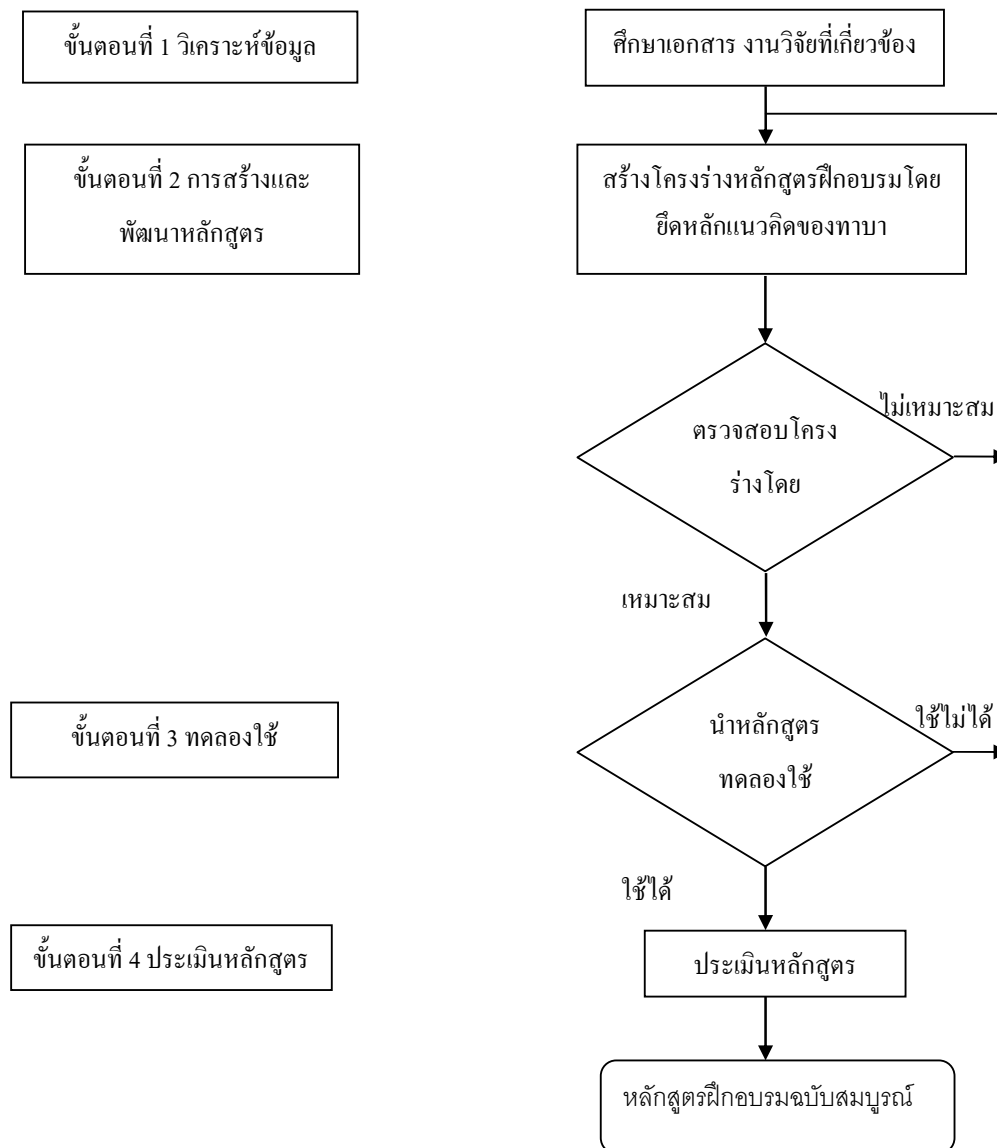 ขั้นตอนที่ 1 วิเคราะห์ข้อมูล
ศึกษาเอกสาร งานวิจัยที่เกี่ยวข้อง
ขั้นตอนที่ 2 การสร้างและ
พัฒนาหลักสูตร
สร้างโครงร่างหลักสูตรฝึกอบรมโดย
ยึดหลักแนวคิดของทาบา
ไม่เหมาะสม
ตรวจสอบโครง
ร่างโดย
เหมาะสม
ขั้นตอนที่ 3 ทดลองใช้
นำหลักสูตร
ทดลองใช้
ใช้ไม่ได้
ใช้ได้
ขั้นตอนที่ 4 ประเมินหลักสูตร
ประเมินหลักสูตร
หลักสูตรฝึกอบรมฉบับสมบูรณ์